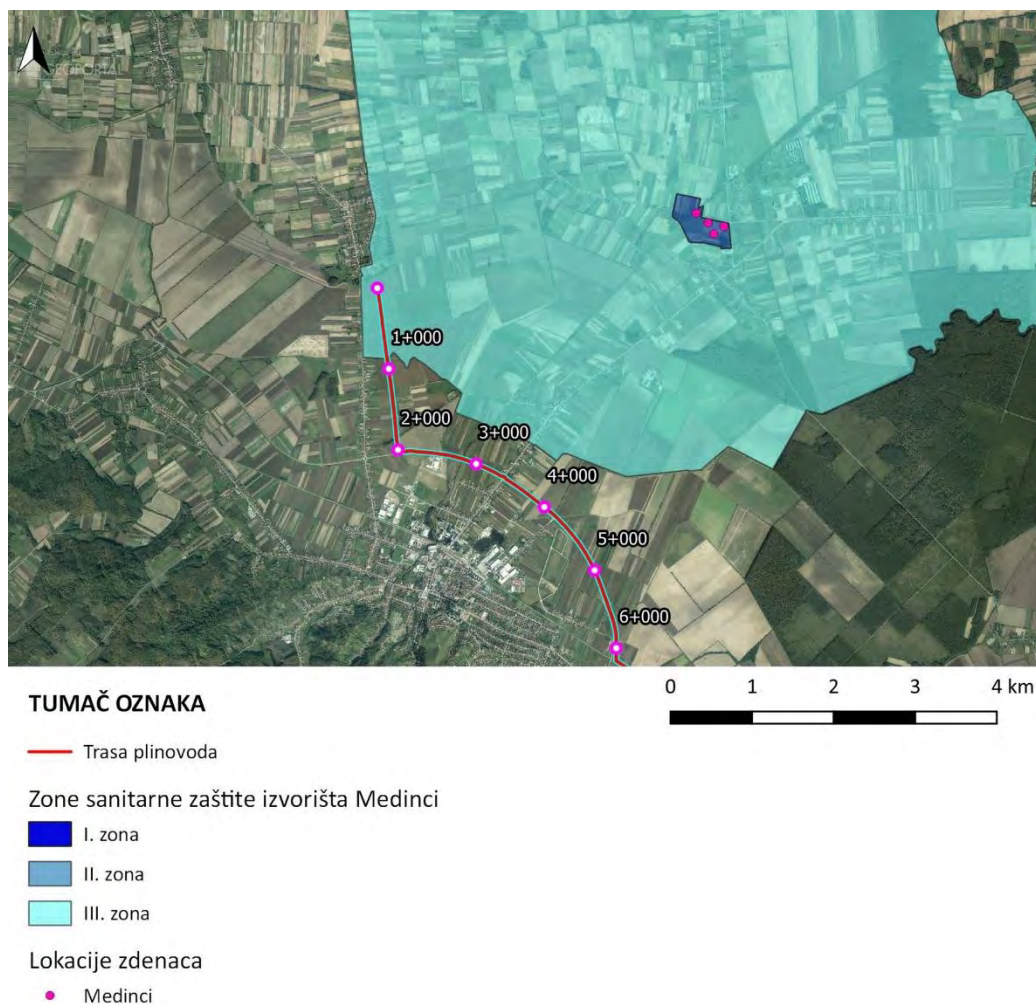 1+000
2+000
3+000
4+000
5+000
6+000
0 1 2 3 4 km
TUMAČ OZNAKA
Trasa plinovoda
Zone sanitarne zaštite izvorišta Medinci
I. zona
II. zona
III. zona
Lokacije zdenaca
Medinci